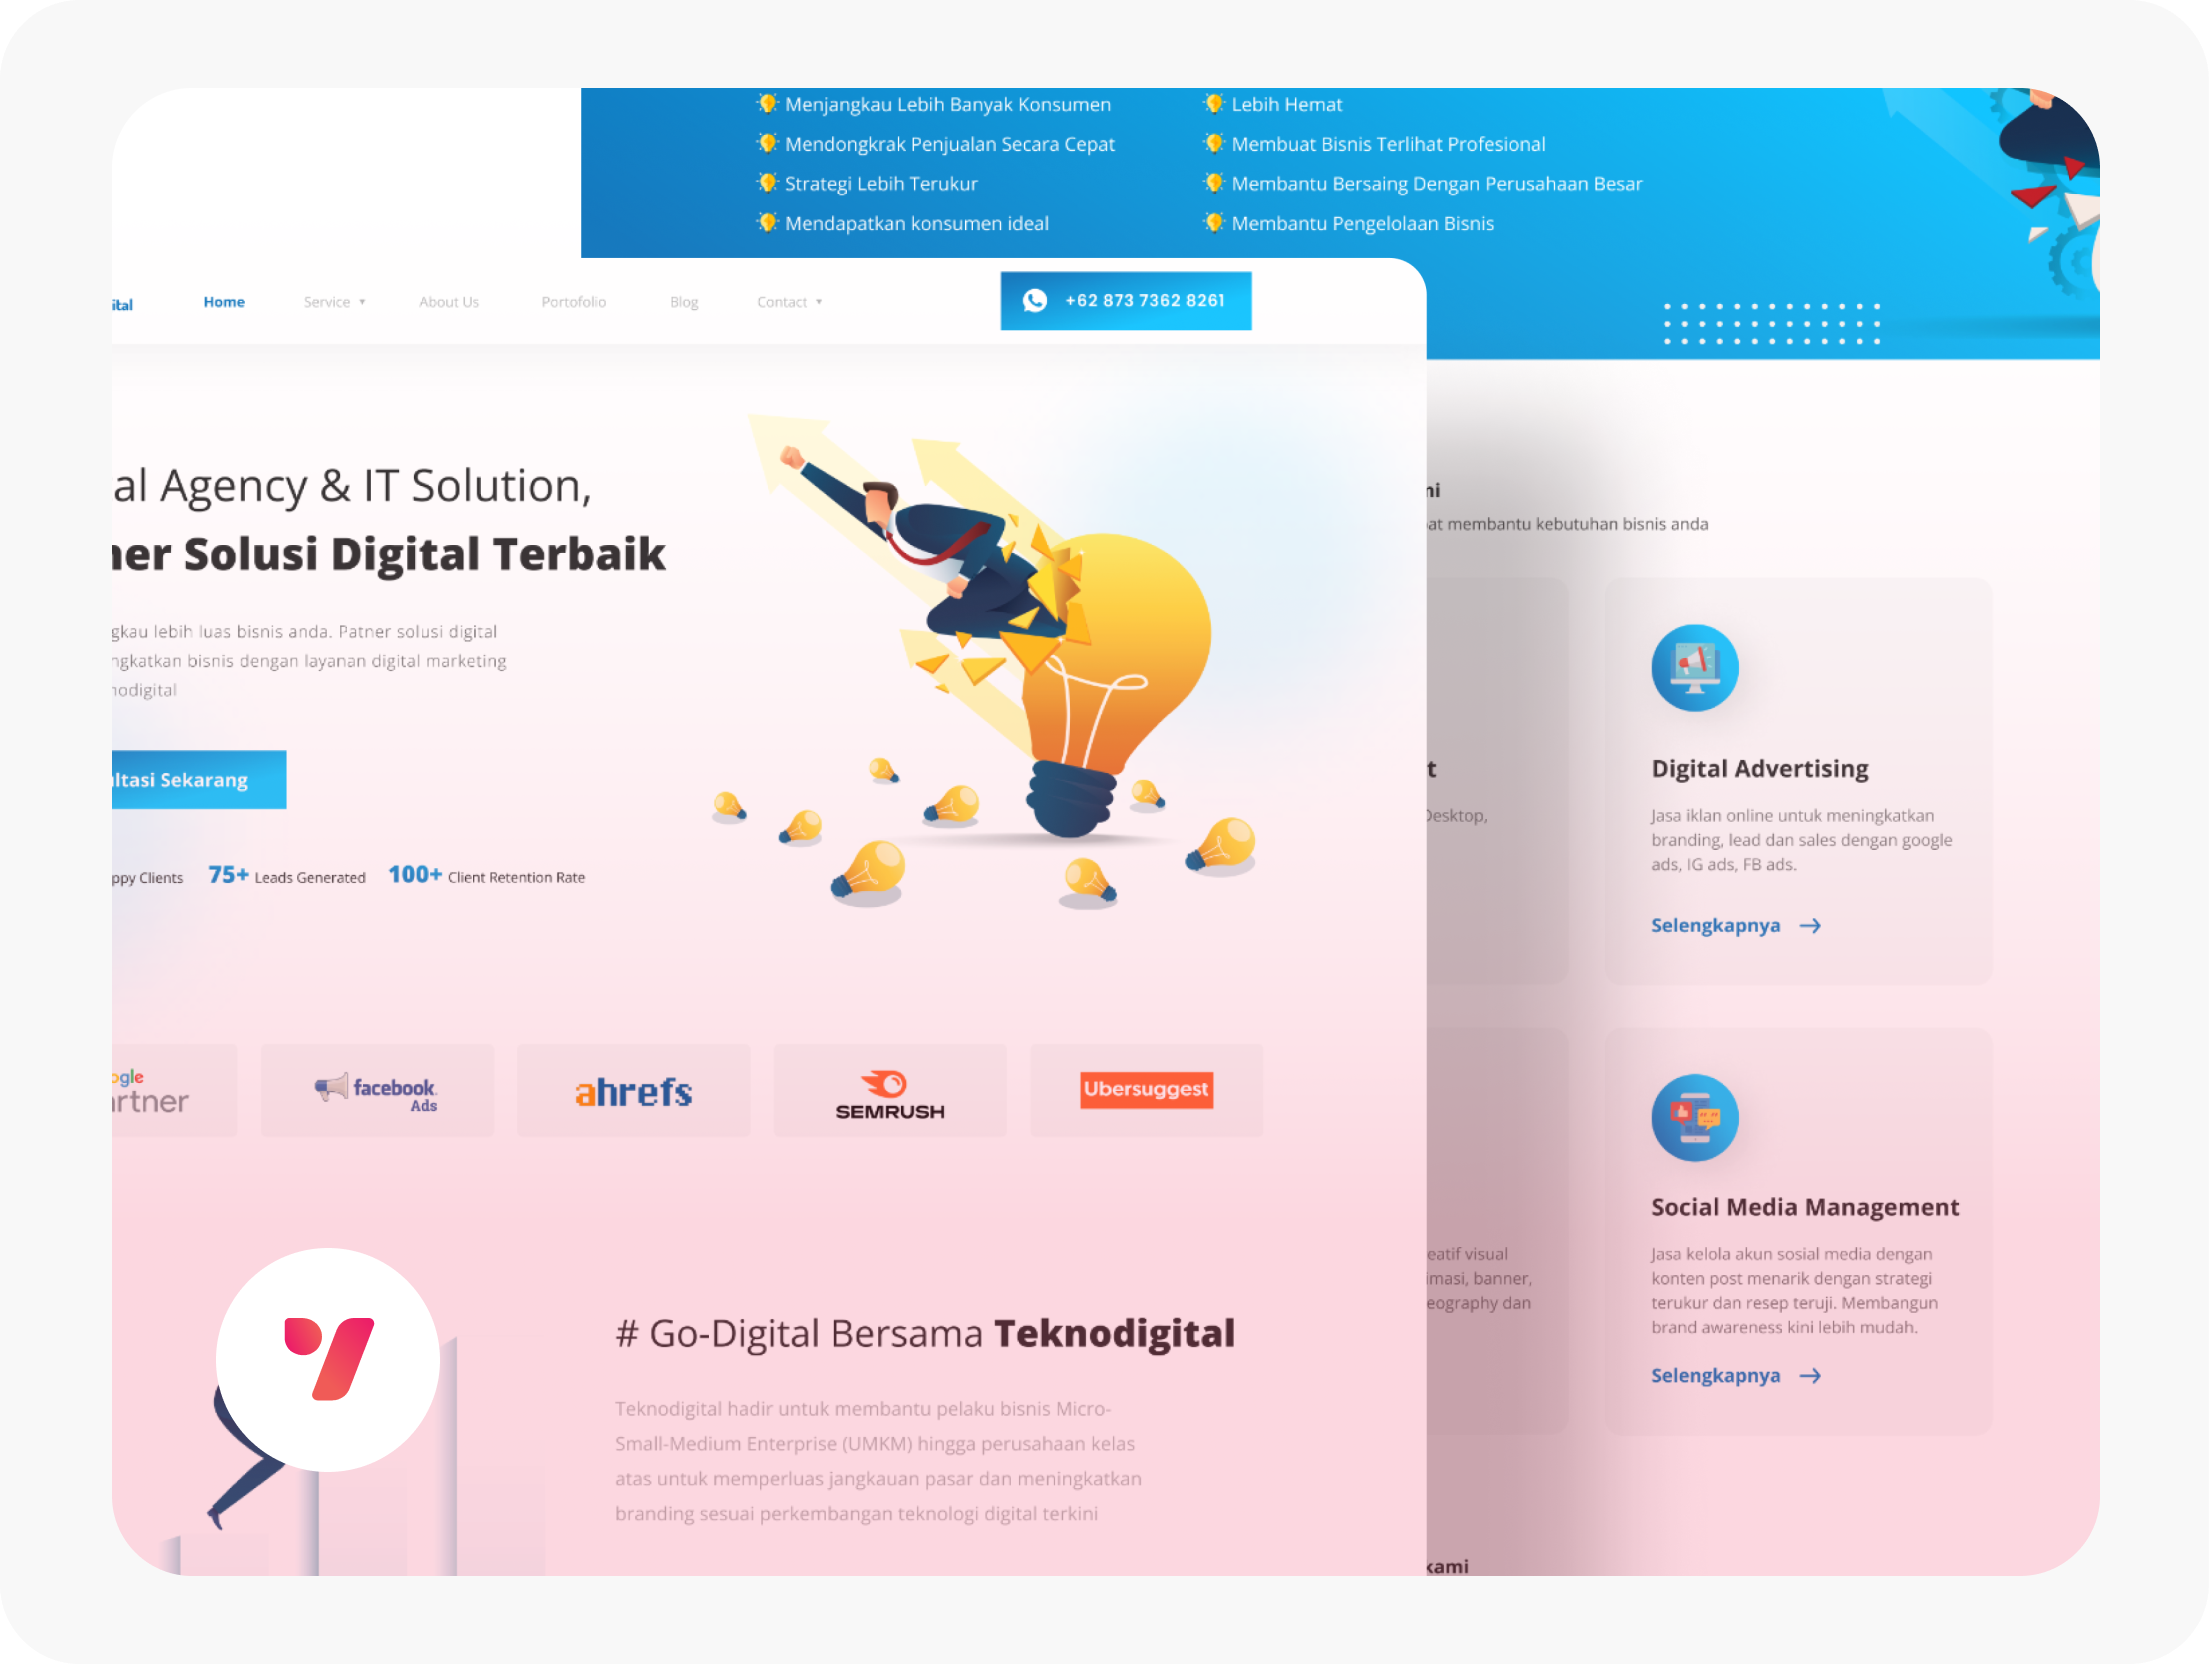 Menjangkau Lebih Banyak Konsumen
Mendongkrak Penjualan Secara Cepat
Strategi Lebih Terukur
Mendapatkan konsumen ideal
Lebih Hemat
Membuat Bisnis Terlihat Profesional
Membantu Bersaing Dengan Perusahaan Besar
Membantu Pengelolaan Bisnis
ital
Home
Service
About Us
Portofolio
Blog
Contact
+62 873 7362 8261
al Agency & IT Solution,
ner Solusi Digital Terbaik
gkau lebih luas bisnis anda. Patner solusi digital
ngkatkan bisnis dengan layanan digital marketing
nodigital
ltasi Sekarang
ppy Clients
75+ Leads Generated
100+ Client Retention Rate
ogle
artner
facebook
Ads
ahrefs
SEMRUSH
Ubersuggest
# Go-Digital Bersama Teknodigital
Teknodigital hadir untuk membantu pelaku bisnis Micro-
Small-Medium Enterprise (UMKM) hingga perusahaan kelas
atas untuk memperluas jangkauan pasar dan meningkatkan
branding sesuai perkembangan teknologi digital terkini
ni
at membantu kebutuhan bisnis anda
t
Desktop,
Digital Advertising
Jasa iklan online untuk meningkatkan
branding, lead dan sales dengan google
ads, IG ads, FB ads.
Selengkapnya
eatif visual
imasi, banner,
eography dan
Social Media Management
Jasa kelola akun sosial media dengan
konten post menarik dengan strategi
terukur dan resep teruji. Membangun
brand awareness kini lebih mudah.
Selengkapnya
kami